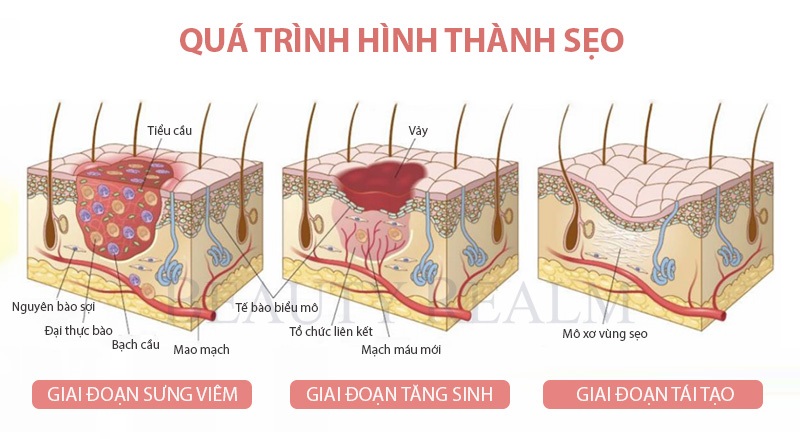 QUÁ TRÌNH HÌNH THÀNH SẸO
Tiểu cầu
Vây
Nguyên bào sợi
Đại thực bào
Bạch cầu
Mao mạch
Tế bào biểu mô
Tổ chức liên kết
Mạch máu mới
Mô xơ vùng sẹo
BEAUTY REALM
GIAI ĐOẠN SƯNG VIÊM
GIAI ĐOẠN TĂNG SINH
GIAI ĐOẠN TÁI TẠO